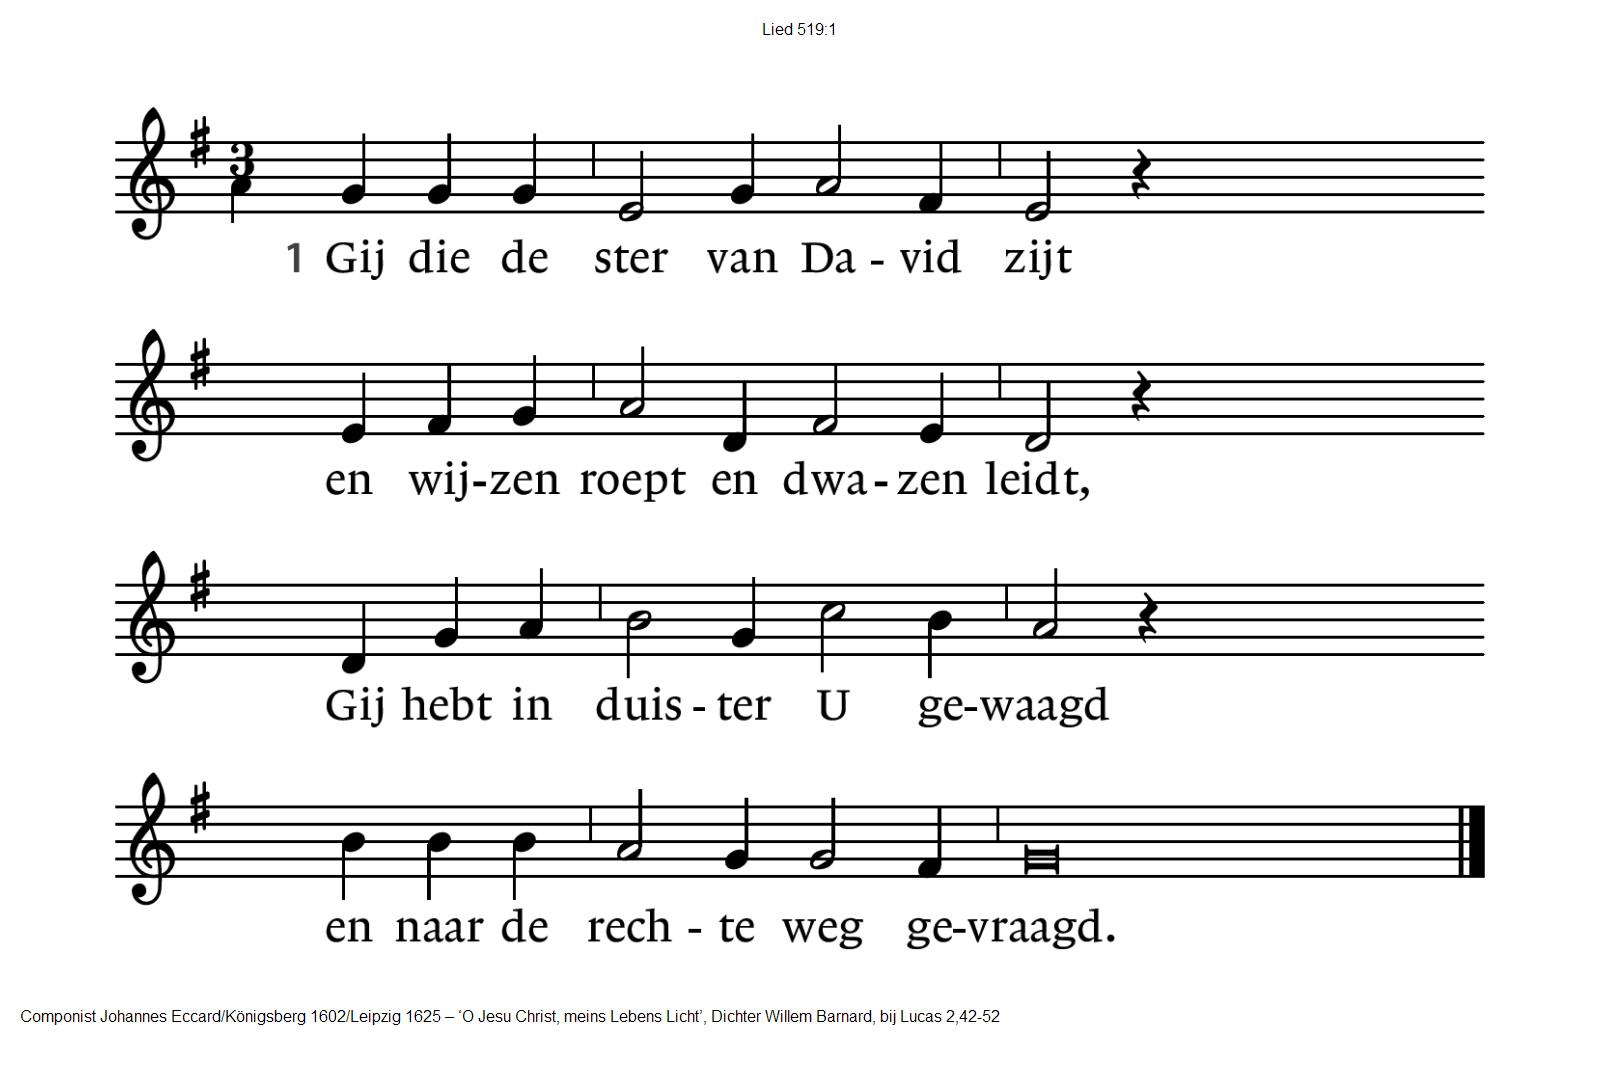 Lied 519:1
3
1 Gij die de ster van Da - vid zijt
en wij-zen roept en dwa-zen leidt,
Gij hebt in duis - ter U ge-waagd
en naar de rech - te weg ge-vraagd.
Componist Johannes Eccard/Königsberg 1602/Leipzig 1625 – ‘O Jesu Christ, meins Lebens Licht’, Dichter Willem Barnard, bij Lucas 2,42-52